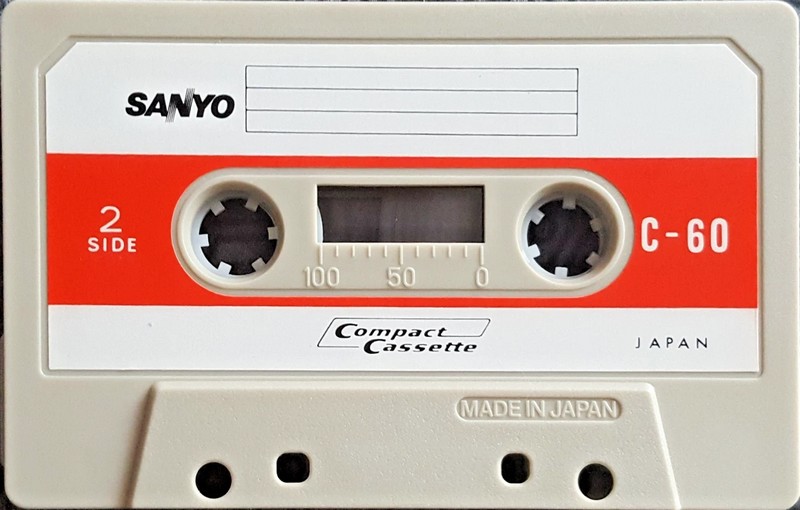 SANYO
2
SIDE
C-60
100 50 0
Compact
Cassette
JAPAN
MADE IN JAPAN